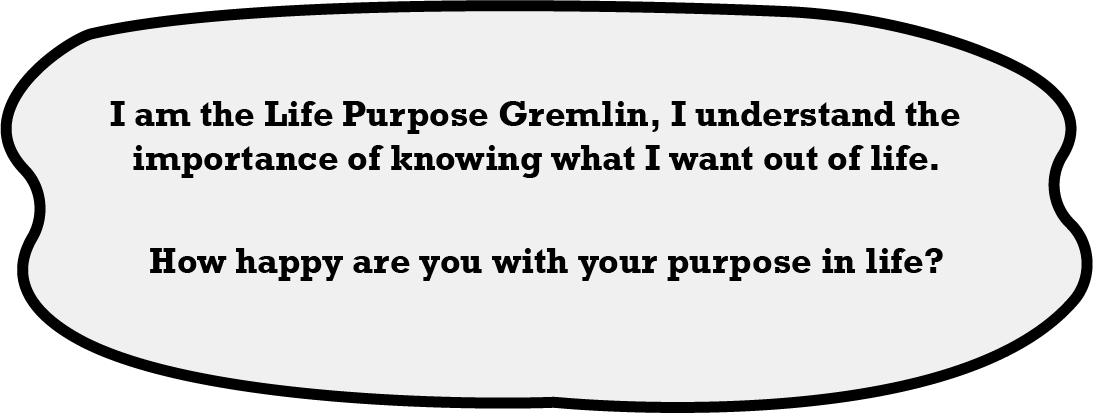 I am the Life Purpose Gremlin, I understand the
importance of knowing what I want out of life.
How happy are you with your purpose in life?